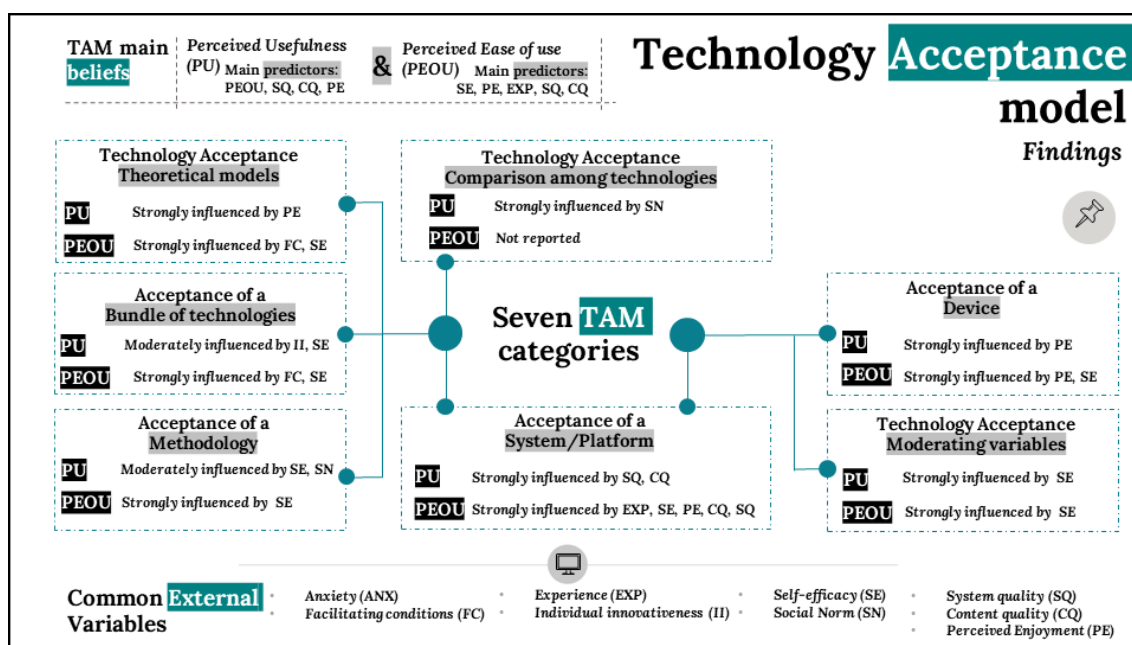 TAM main
beliefs
Perceived Usefulness
(PU) Main predictors:
PEOU, SQ, CQ, PE
&
Perceived Ease of use
(PEOU) Main predictors:
SE, PE, EXP, SQ, CQ
Technology Acceptance
model
Findings
Technology Acceptance
Theoretical models
PU Strongly influenced by PE
PEOU Strongly influenced by FC, SE
Technology Acceptance
Comparison among technologies
PU Strongly influenced by SN
PEOU Not reported
Acceptance of a
Bundle of technologies
PU Moderately influenced by II, SE
PEOU Strongly influenced by FC, SE
Seven TAM
categories
Acceptance of a
Device
PU Strongly influenced by PE
PEOU Strongly influenced by PE, SE
Acceptance of a
Methodology
PU Moderately influenced by SE, SN
PEOU Strongly influenced by SE
Acceptance of a
System/Platform
PU Strongly influenced by SQ, CQ
PEOU Strongly influenced by EXP, SE, PE, CQ, SQ
Technology Acceptance
Moderating variables
PU Strongly influenced by SE
PEOU Strongly influenced by SE
Common External
Variables
Anxiety (ANX)
Facilitating conditions (FC)
Experience (EXP)
Individual innovativeness (II)
Self-efficacy (SE)
Social Norm (SN)
System quality (SQ)
Content quality (CQ)
Perceived Enjoyment (PE)